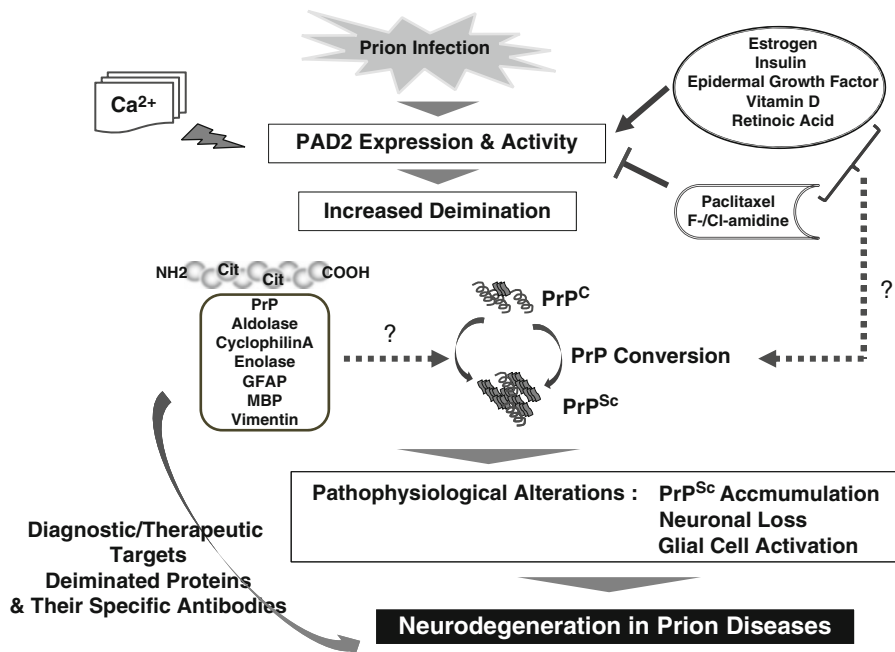 Prion Infection
Estrogen
Insulin
Epidermal Growth Factor
Vitamin D
Retinoic Acid
Ca2+
PAD2 Expression & Activity
Increased Deimination
Paclitaxel
F-/Cl-amidine
NH2 Cit Cit COOH
PrP
Aldolase
CyclophilinA
Enolase
GFAP
MBP
Vimentin
?
PrPC
PrP Conversion
PrPSc
?
Pathophysiological Alterations : PrPSc Accmumulation
Neuronal Loss
Glial Cell Activation
Diagnostic/Therapeutic
Targets
Deiminated Proteins
& Their Specific Antibodies
Neurodegeneration in Prion Diseases